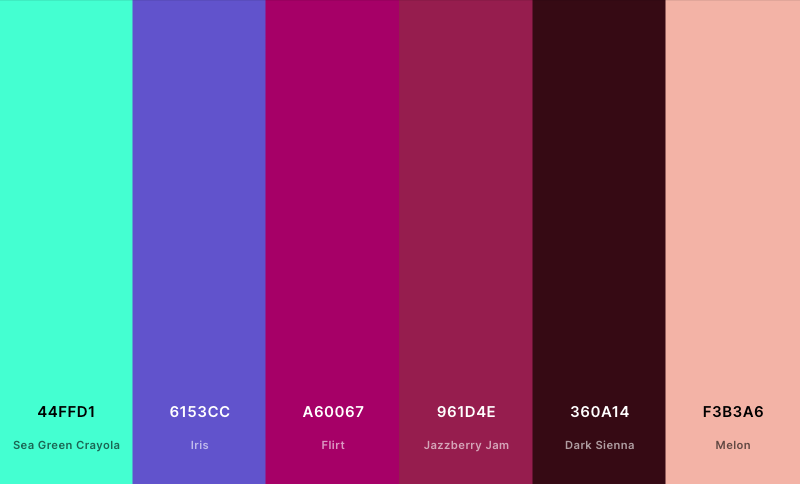 44FFD1
6153CC
A60067
961D4E
360A14
F3B3A6
Sea Green Crayola
Iris
Flirt
Jazzberry Jam
Dark Sienna
Melon